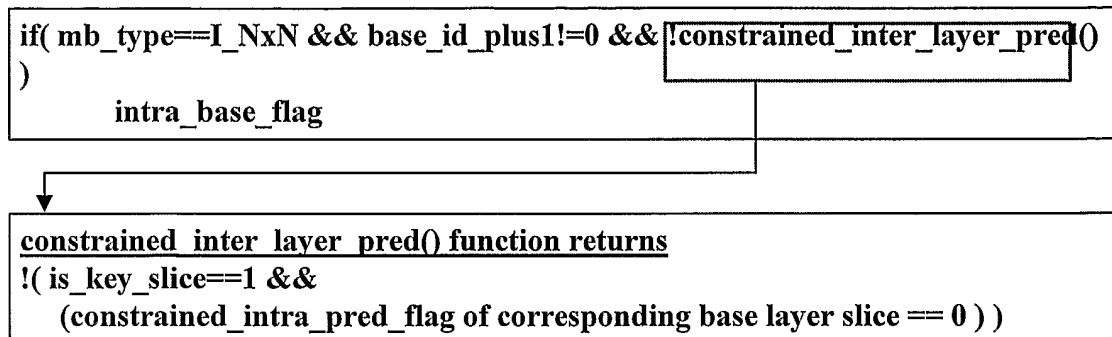 if( mb_type==I_NxN && base_id_plus1!=0 && !constrained_inter_layer_pred()
)
intra_base_flag
constrained_inter_layer_pred() function returns
!( is_key_slice==1 &&
(constrained_intra_pred_flag of corresponding base layer slice == 0 ) )